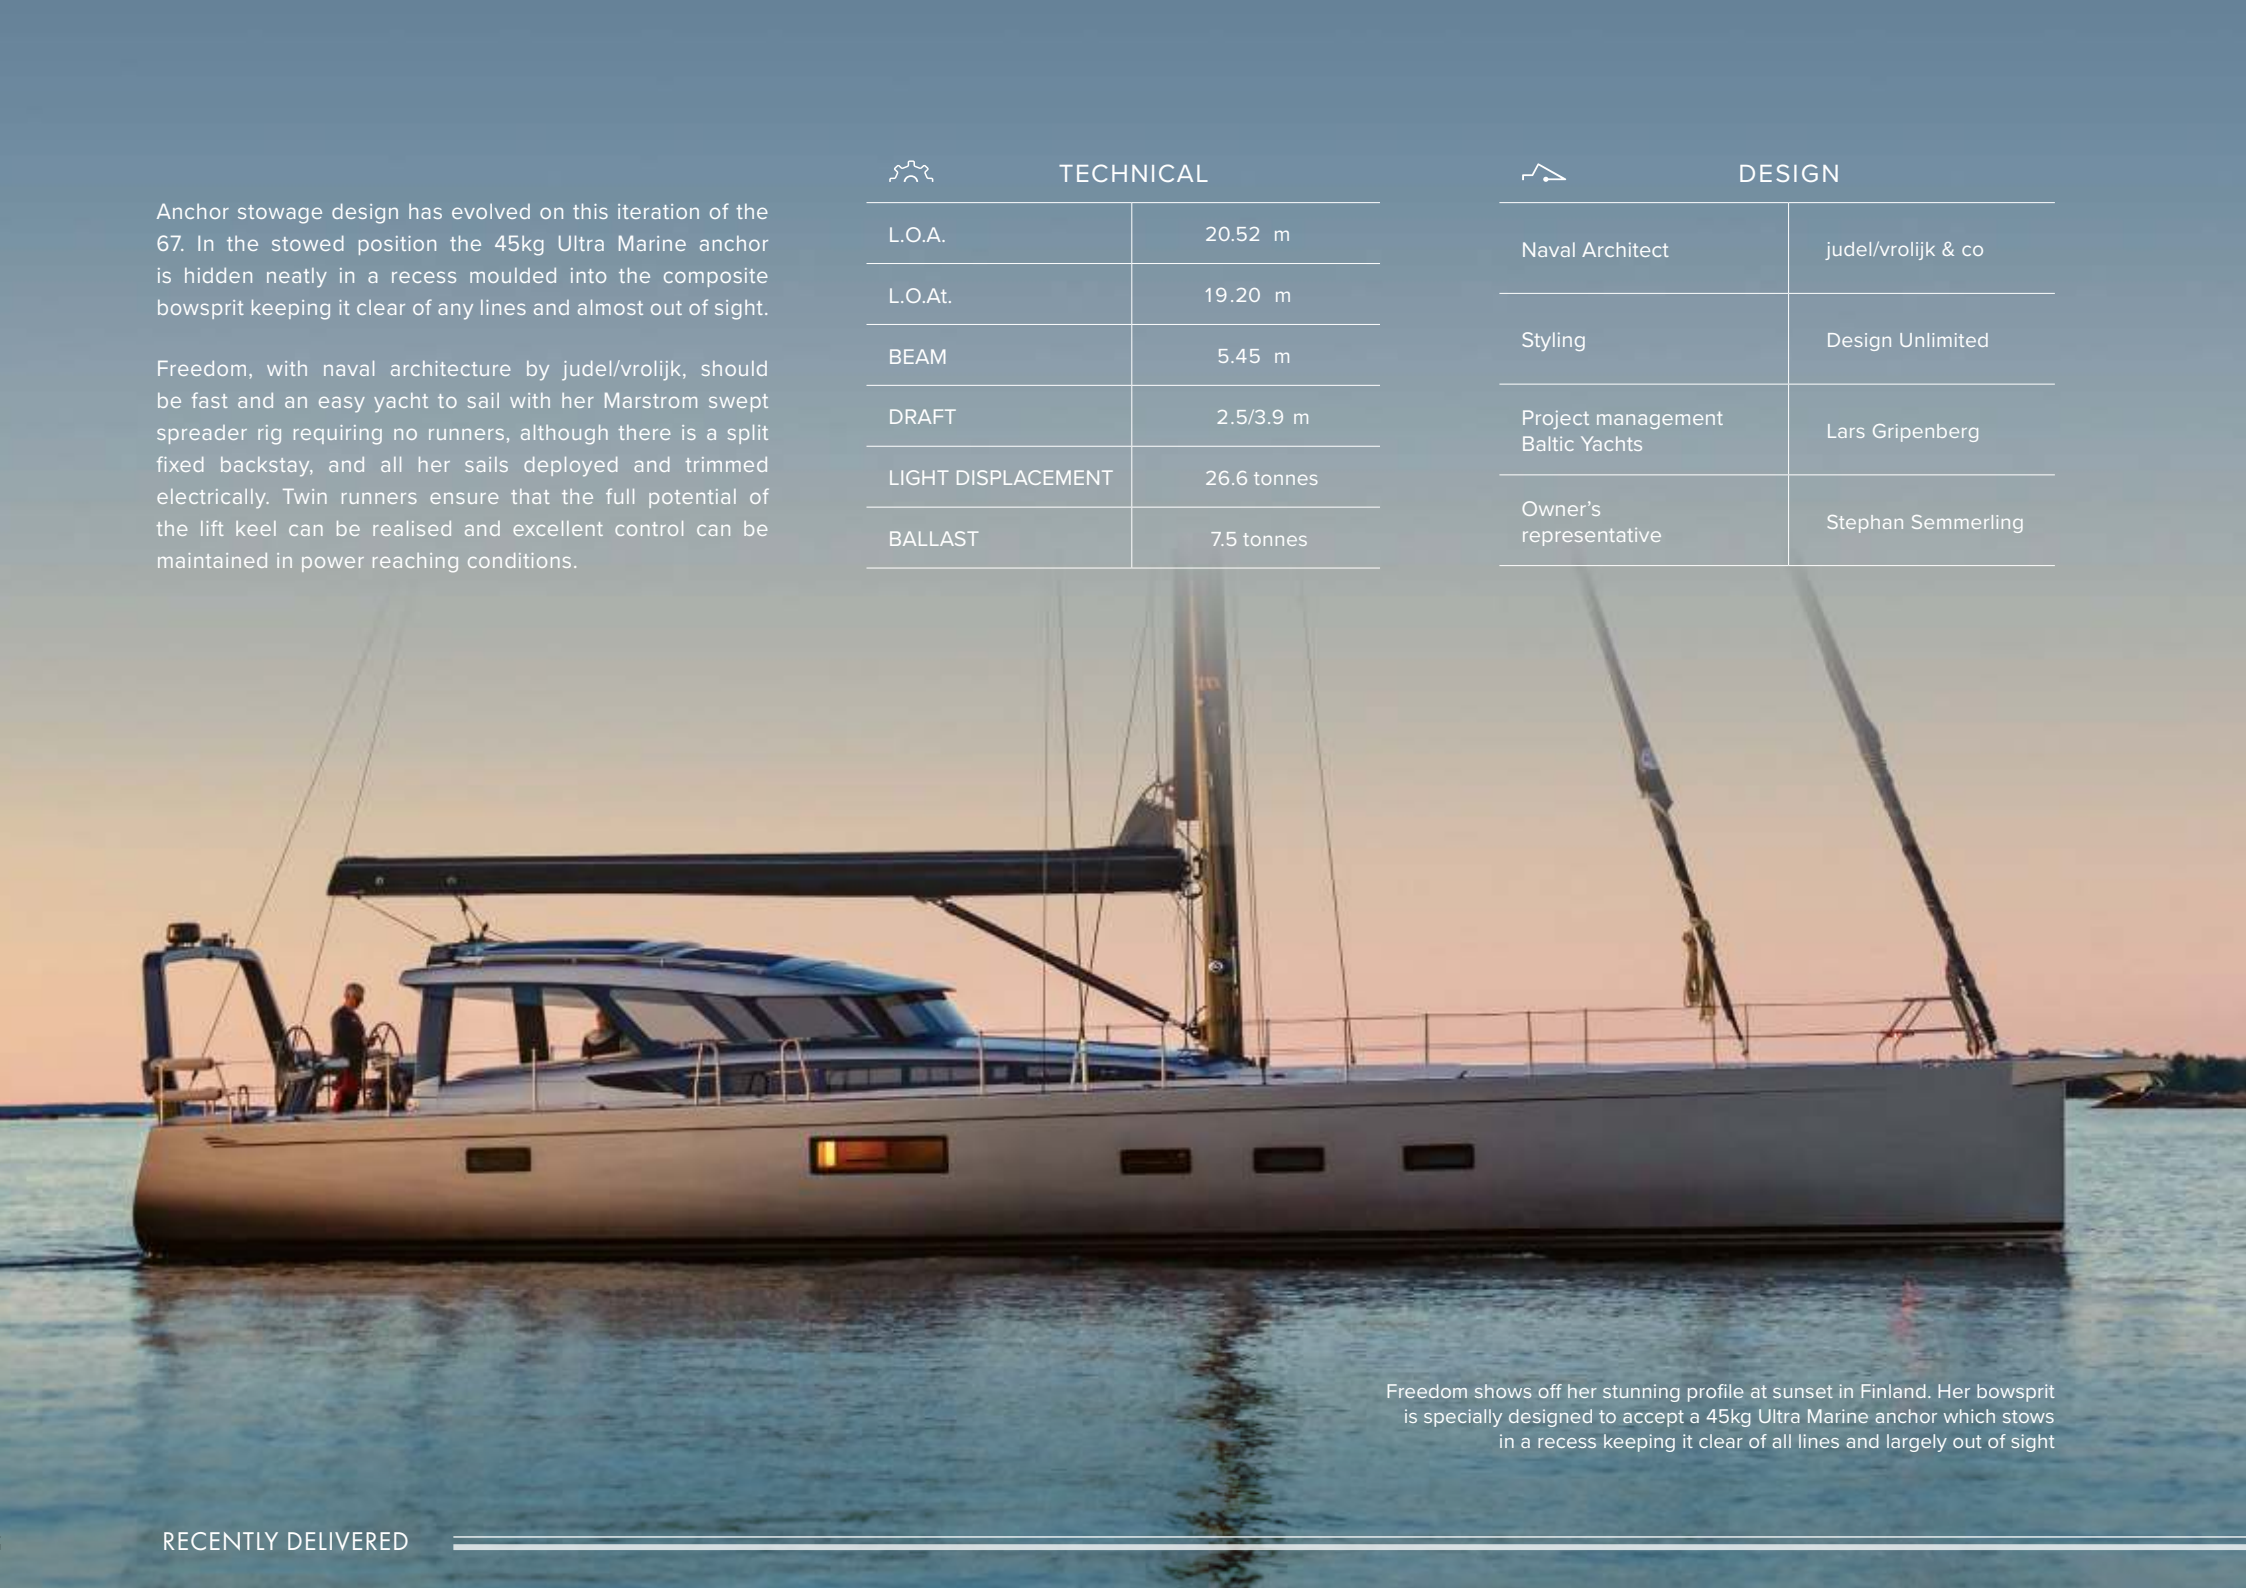 Anchor stowage design has evolved on this iteration of the
67. In the stowed position the 45kg Ultra Marine anchor
is hidden neatly in a recess moulded into the composite
bowsprit keeping it clear of any lines and almost out of sight.
Freedom, with naval architecture by judel/vrolijk, should
be fast and an easy yacht to sail with her Marstrom swept
spreader rig requiring no runners, although there is a split
fixed backstay, and all her sails deployed and trimmed
electrically. Twin runners ensure that the full potential of
the lift keel can be realised and excellent control can be
maintained in power reaching conditions.
TECHNICAL
L.O.A. 20.52 m
L.O.At. 19.20 m
BEAM 5.45 m
DRAFT 2.5/3.9 m
LIGHT DISPLACEMENT 26.6 tonnes
BALLAST 7.5 tonnes
DESIGN
Naval Architect judel/vrolijk & co
Styling Design Unlimited
Project management
Baltic Yachts
Lars Gripenberg
Owner’s
representative
Stephan Semmerling
Freedom shows off her stunning profile at sunset in Finland. Her bowsprit
is specially designed to accept a 45kg Ultra Marine anchor which stows
in a recess keeping it clear of all lines and largely out of sight
RECENTLY DELIVERED